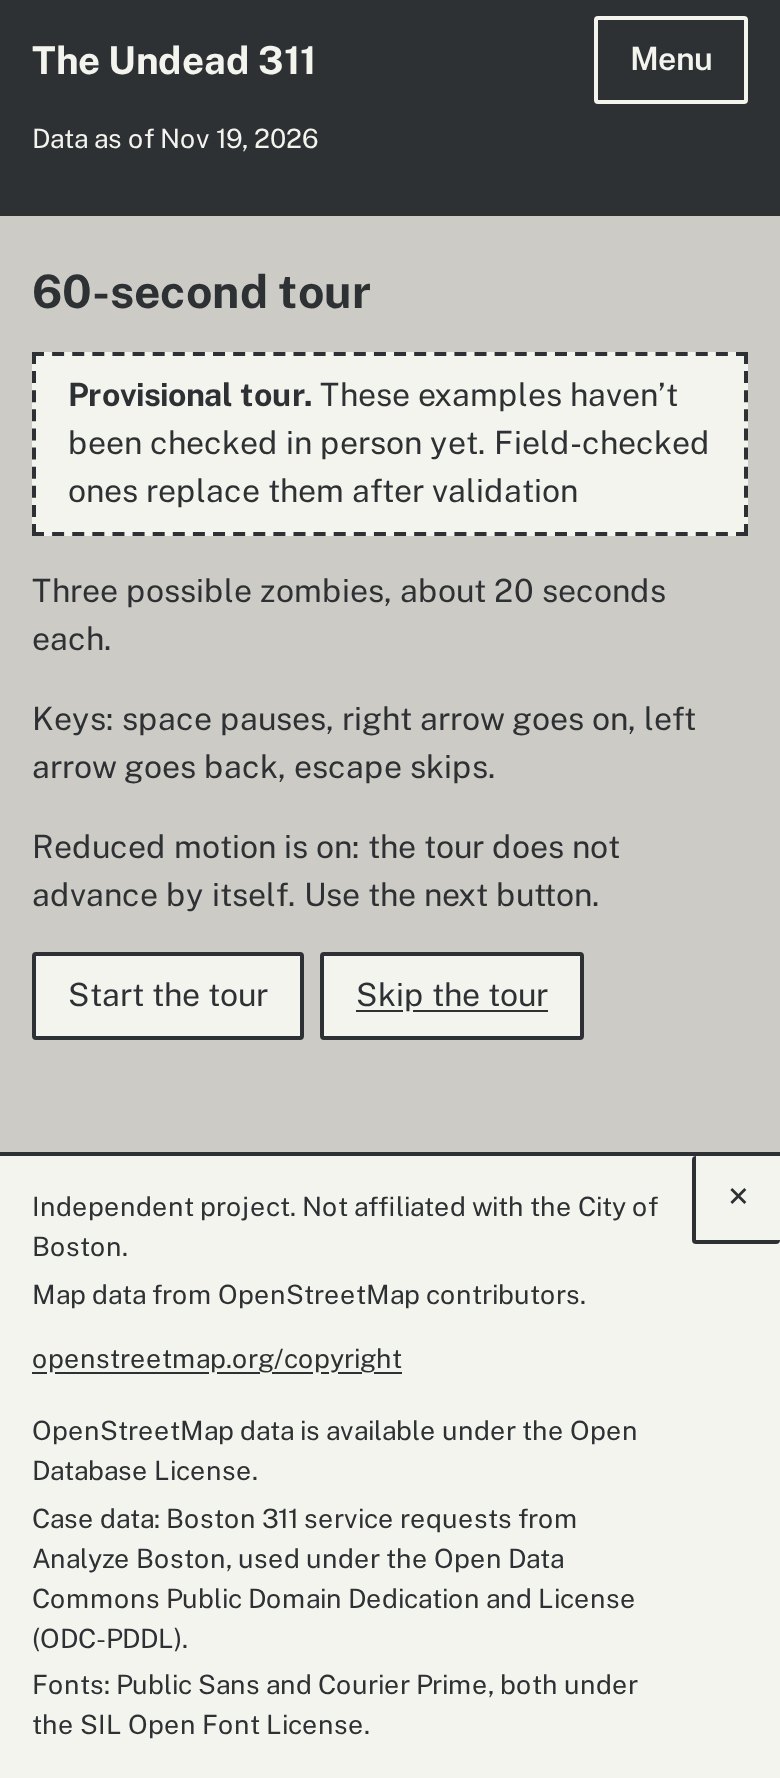 The Undead 311
Menu
Data as of Nov 19, 2026
60-second tour
Provisional tour. These examples haven’t
been checked in person yet. Field-checked
ones replace them after validation
Three possible zombies, about 20 seconds
each.
Keys: space pauses, right arrow goes on, left
arrow goes back, escape skips.
Reduced motion is on: the tour does not
advance by itself. Use the next button.
Start the tour
Skip the tour
×
Independent project. Not affiliated with the City of
Boston.
Map data from OpenStreetMap contributors.
openstreetmap.org/copyright
OpenStreetMap data is available under the Open
Database License.
Case data: Boston 311 service requests from
Analyze Boston, used under the Open Data
Commons Public Domain Dedication and License
(ODC-PDDL).
Fonts: Public Sans and Courier Prime, both under
the SIL Open Font License.